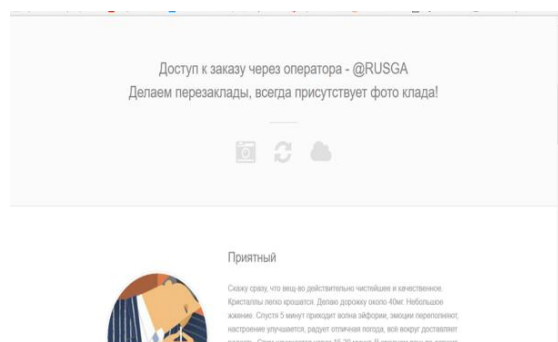 Доступ к заказу через оператора - @RUSGA
Делаем перезаклады, всегда присутствует фото клада!
Приятный
Скажу сразу, что вещ-во действительно чистейшее и качественное.
Кристаллы легко крошатся. Делаю дорожку около 40мг. Небольшое
жжение. Спустя 5 минут приходит волна эйфории, эмоции переполняют,
настроение улучшается, радует отличная погода, всё вокруг доставляет